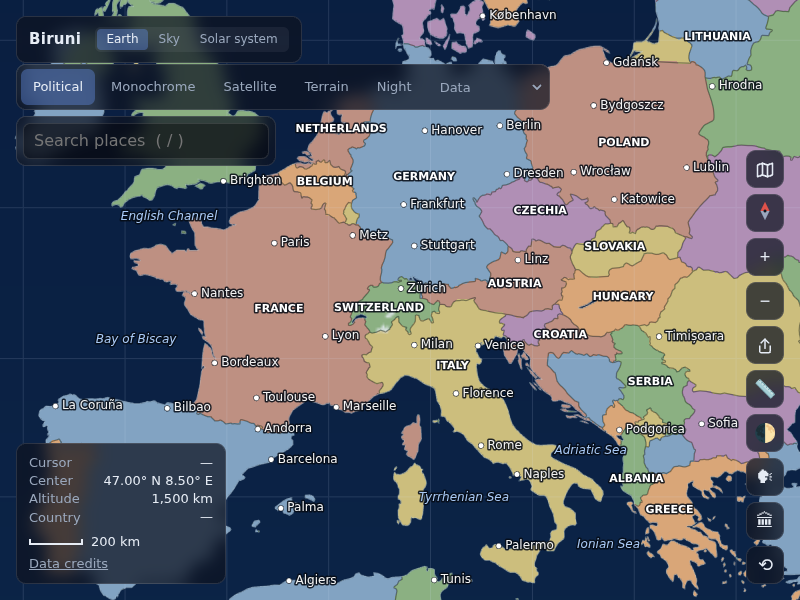 Biruni
Earth
Sky
Solar system
Political
Monochrome
Satellite
Terrain
Night
Data
Search places ( / )
København
LITHUANIA
Gdańsk
Hrodna
Bydgoszcz
NETHERLANDS
Hanover
Berlin
POLAND
Brighton
BELGIUM
GERMANY
Dresden
Wrocław
Lublin
English Channel
Frankfurt
CZECHIA
Katowice
Paris
Metz
Stuttgart
SLOVAKIA
Linz
Nantes
FRANCE
SWITZERLAND
Zürich
AUSTRIA
HUNGARY
Bay of Biscay
Lyon
Milan
Venice
CROATIA
Timișoara
Bordeaux
ITALY
SERBIA
La Coruña
Bilbao
Toulouse
Marseille
Florence
Andorra
Podgorica
Sofia
Rome
Adriatic Sea
Barcelona
Naples
ALBANIA
Tyrrhenian Sea
Palma
GREECE
Palermo
Ionian Sea
Algiers
Tunis
Cursor —
Center 47.00° N 8.50° E
Altitude 1,500 km
Country —
200 km
Data credits
+
−